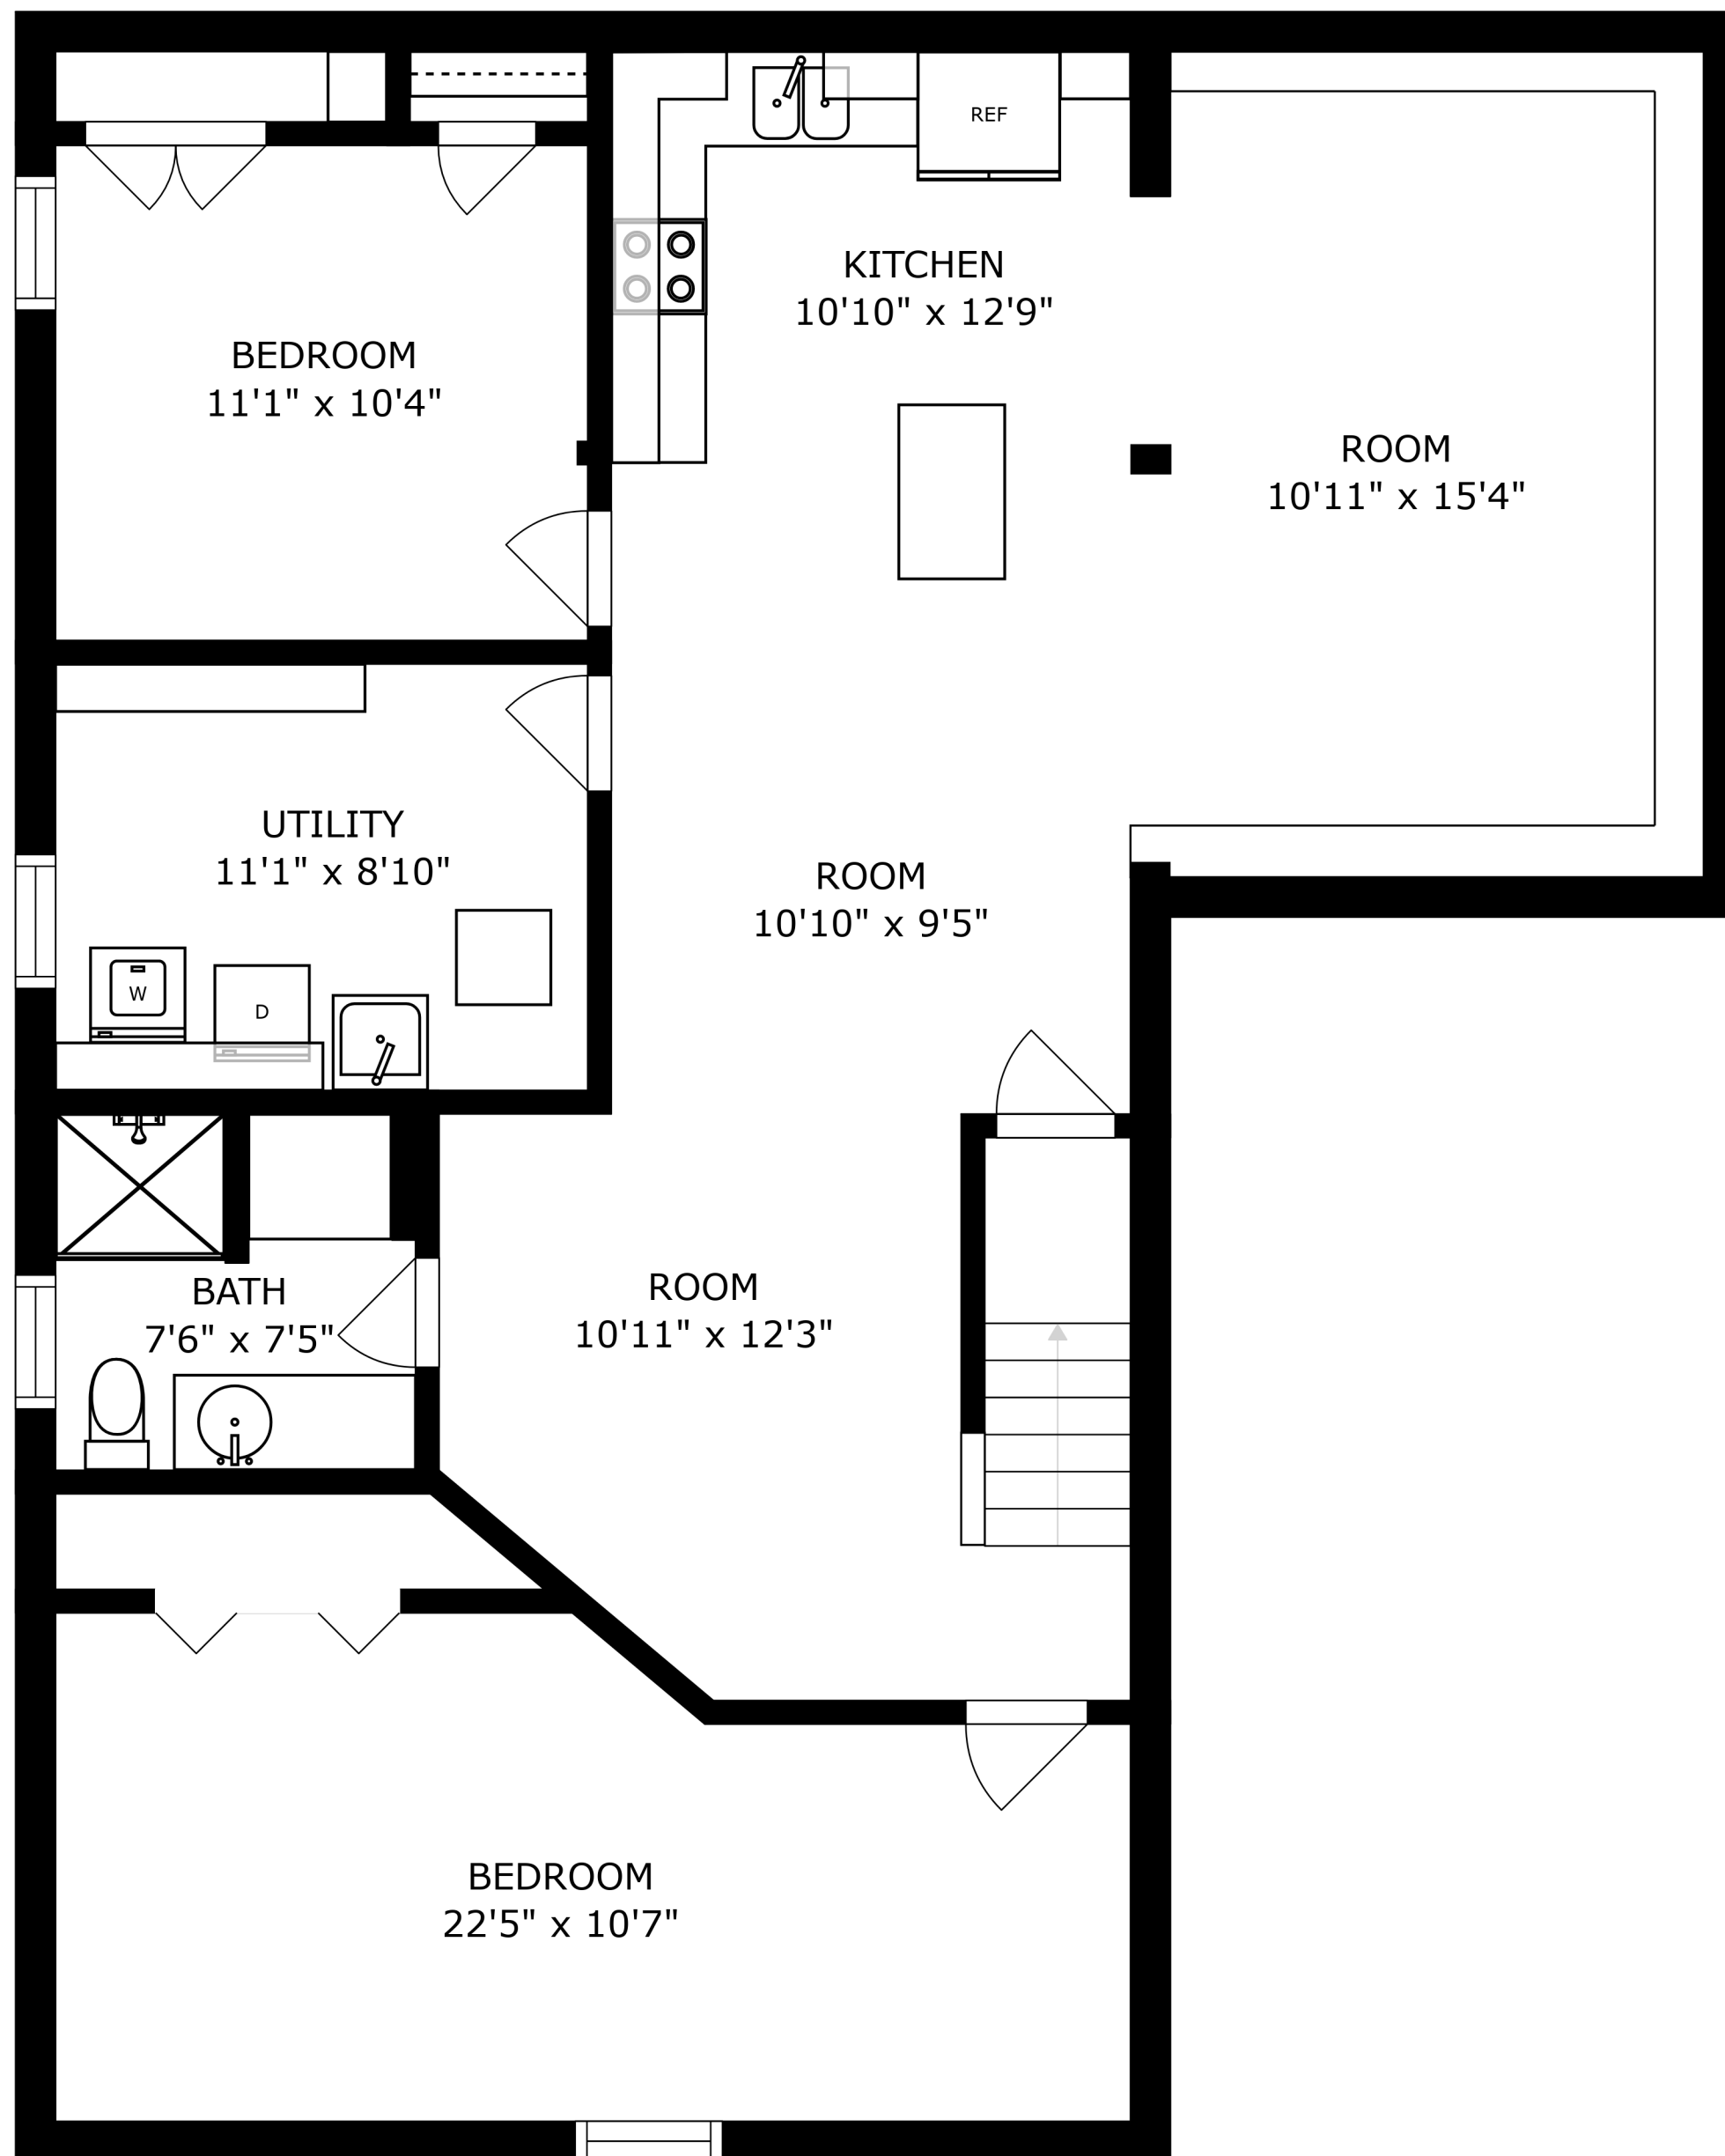 REF
KITCHEN
10'10" x 12'9"
BEDROOM
11'1" x 10'4"
ROOM
10'11" x 15'4"
UTILITY
11'1" x 8'10"
ROOM
10'10" x 9'5"
W
D
BATH
7'6" x 7'5"
ROOM
10'11" x 12'3"
BEDROOM
22'5" x 10'7"